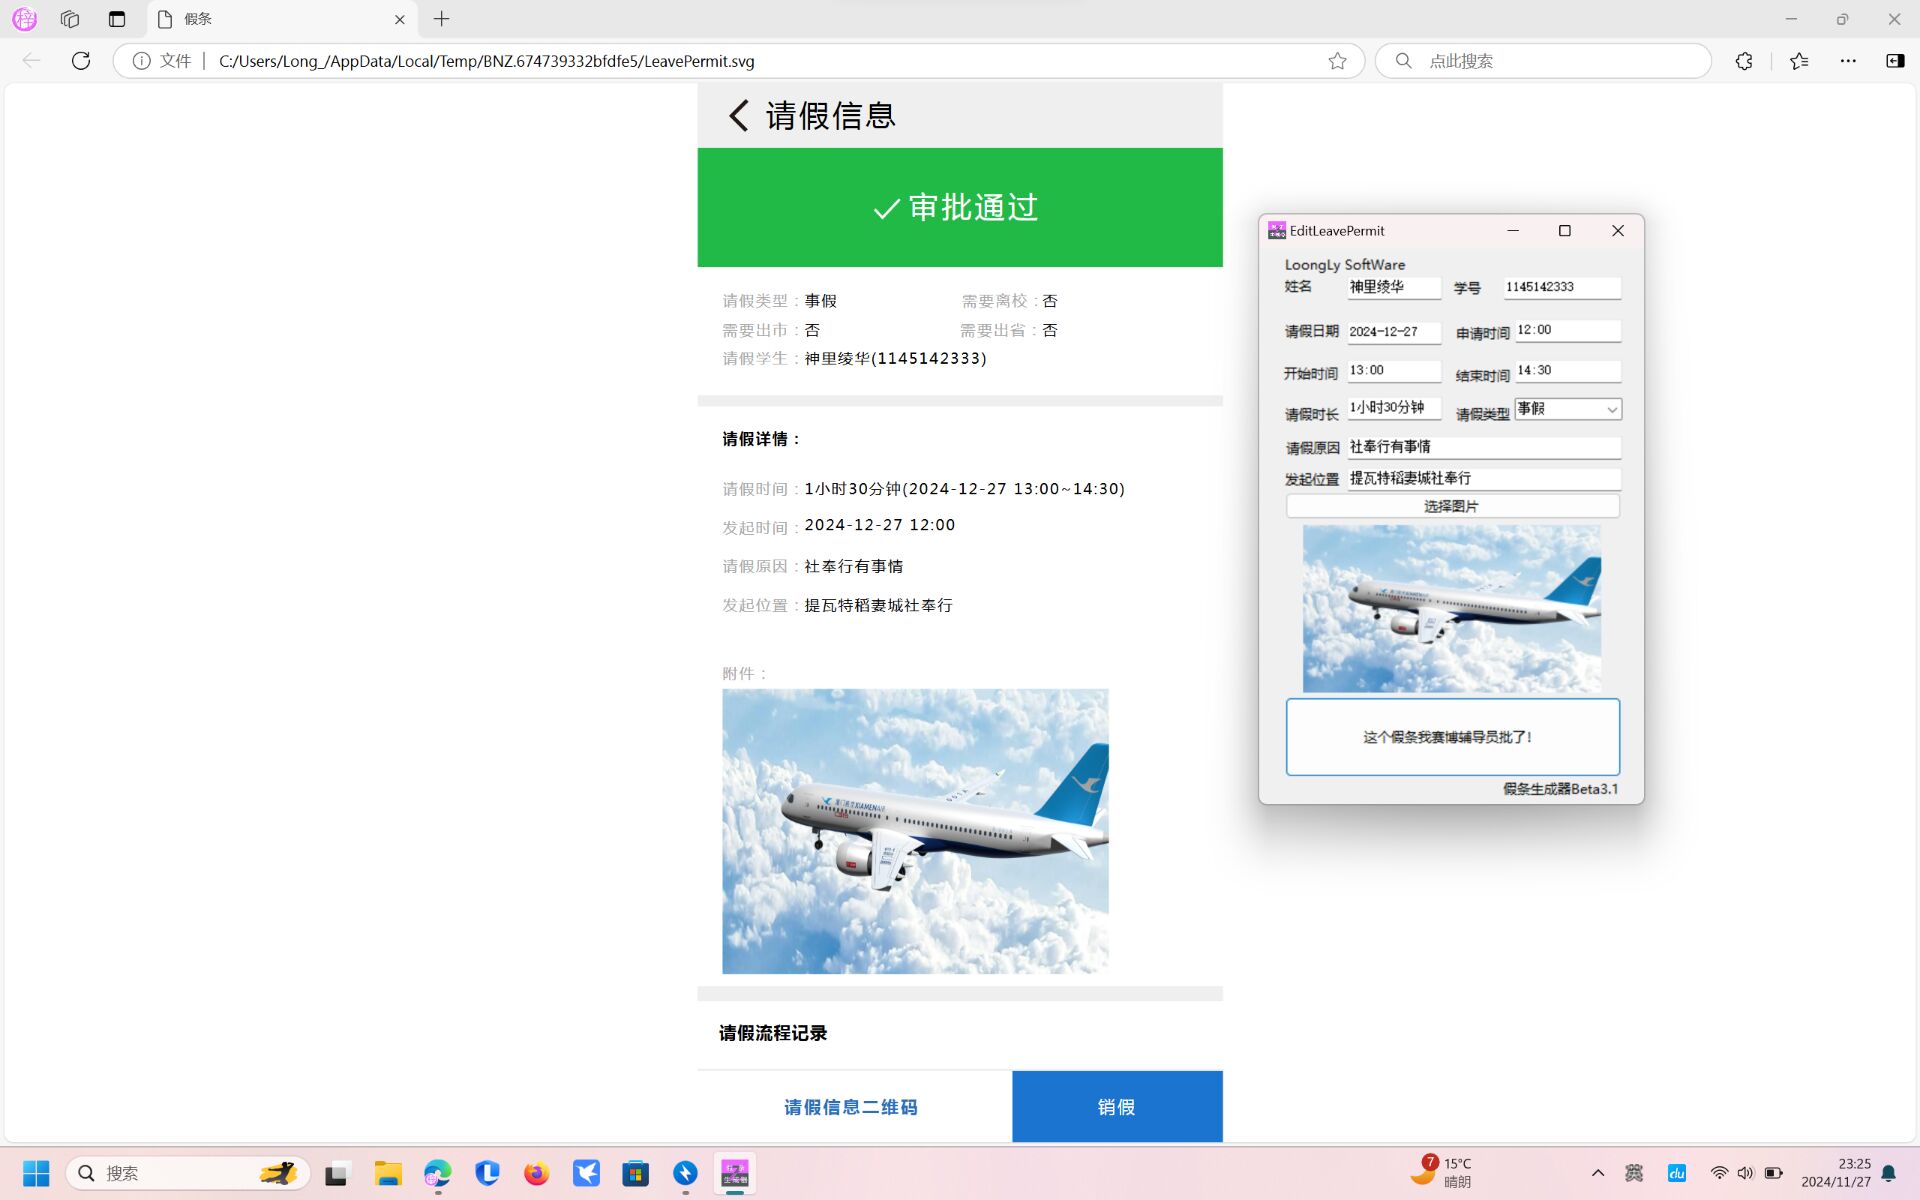 假条
文件
C:/Users/Long_/AppData/Local/Temp/BNZ.674739332bfdfe5/LeavePermit.svg
点此搜索
请假信息
审批通过
请假类型：事假 需要离校：否
需要出市：否 需要出省：否
请假学生：神里绫华(1145142333)
请假详情：
请假时间：1小时30分钟(2024-12-27 13:00~14:30)
发起时间：2024-12-27 12:00
请假原因：社奉行有事情
发起位置：提瓦特稻妻城社奉行
附件：
XIAMENAIR
请假流程记录
请假信息二维码
销假
EditLeavePermit
LoongLy SoftWare
姓名 神里绫华 学号 1145142333
请假日期 2024-12-27 申请时间 12:00
开始时间 13:00 结束时间 14:30
请假时长 1小时30分钟 请假类型 事假
请假原因 社奉行有事情
发起位置 提瓦特稻妻城社奉行
选择图片
这个假条我赛博辅导员批了!
假条生成器Beta3.1
搜索
7
15°C
晴朗
英
du
23:25
2024/11/27